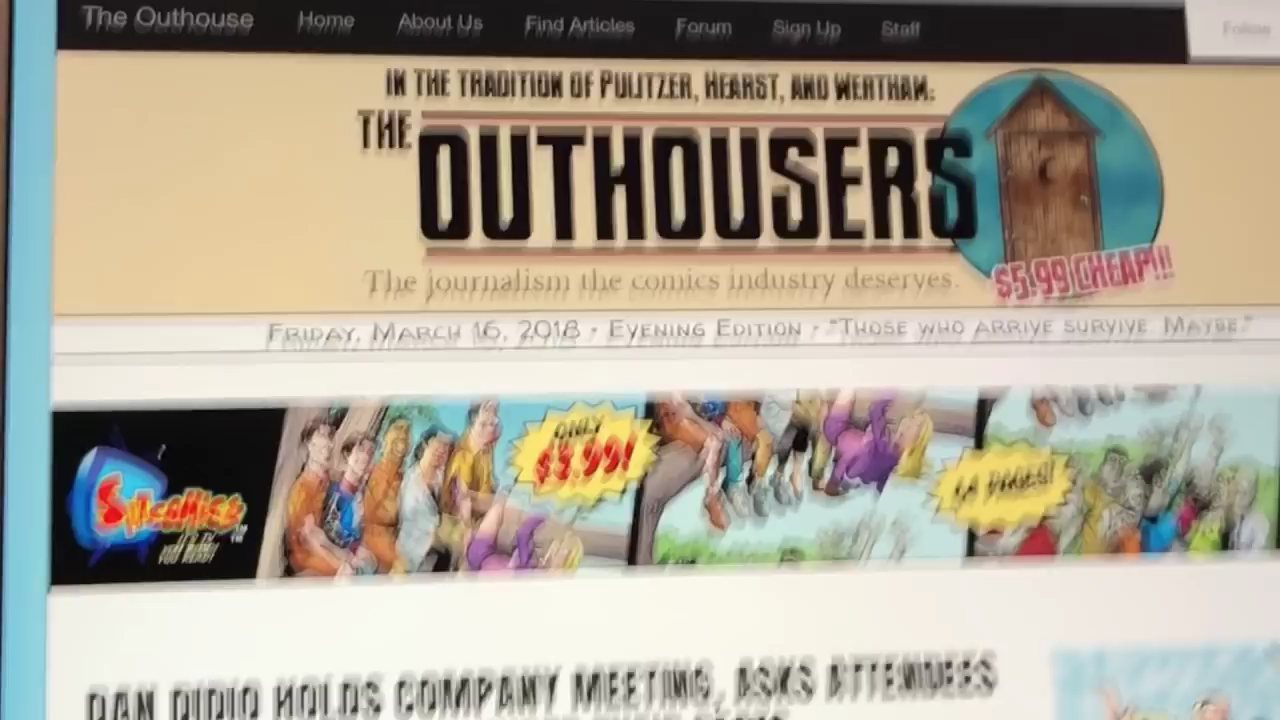 The Outhouse Home About Us Find Articles Forum Sign Up Staff Follow
IN THE TRADITION OF PULITZER, HEARST, AND WERTHAM:
THE OUTHOUSERS
$5.99 CHEAP!!!
The journalism the comics industry deserves.
FRIDAY, MARCH 16, 2018 • EVENING EDITION • "THOSE WHO ARRIVE SURVIVE. MAYBE."
ONLY
$3.99!
PAGES!
DAN DIDIO HOLDS COMPANY MEETING, ASKS ATTENDEES